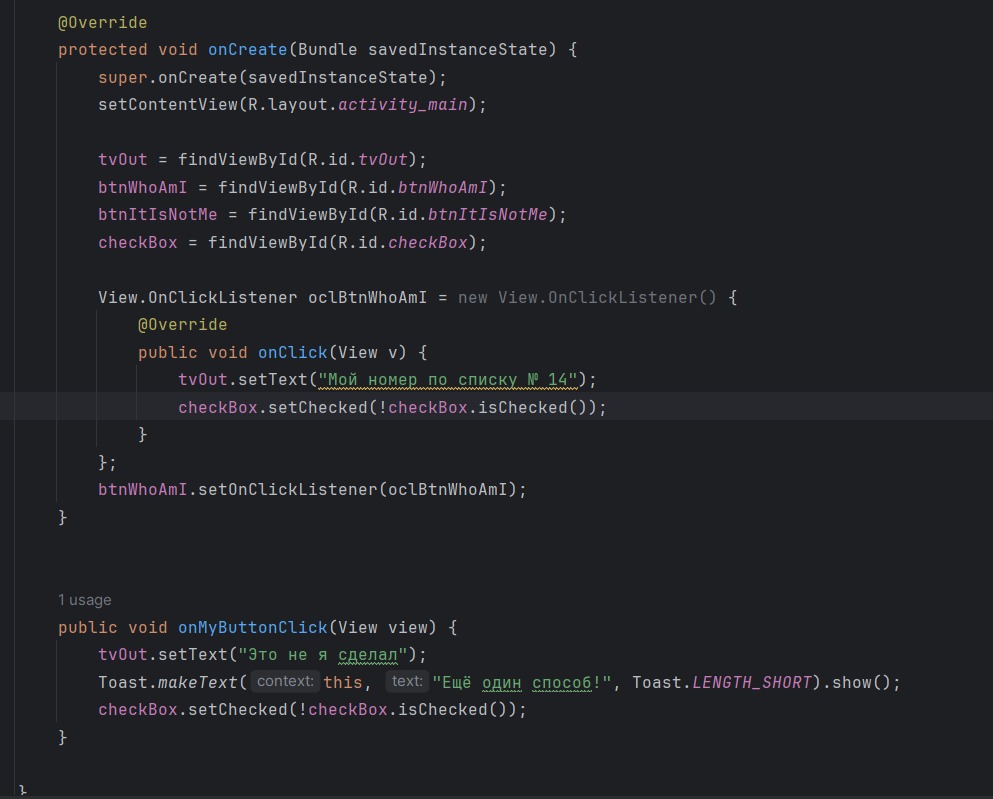 @Override
protected void onCreate(Bundle savedInstanceState) {
super.onCreate(savedInstanceState);
setContentView(R.layout.activity_main);
tvOut = findViewById(R.id.tvOut);
btnWhoAmI = findViewById(R.id.btnWhoAmI);
btnItIsNotMe = findViewById(R.id.btnItIsNotMe);
checkBox = findViewById(R.id.checkBox);
View.OnClickListener oclBtnWhoAmI = new View.OnClickListener() {
@Override
public void onClick(View v) {
tvOut.setText("Мой номер по списку № 14");
checkBox.setChecked(!checkBox.isChecked());
}
};
btnWhoAmI.setOnClickListener(oclBtnWhoAmI);
}
1 usage
public void onMyButtonClick(View view) {
tvOut.setText("Это не я сделал");
Toast.makeText( context: this, text: "Ещё один способ!", Toast.LENGTH_SHORT).show();
checkBox.setChecked(!checkBox.isChecked());
}
}